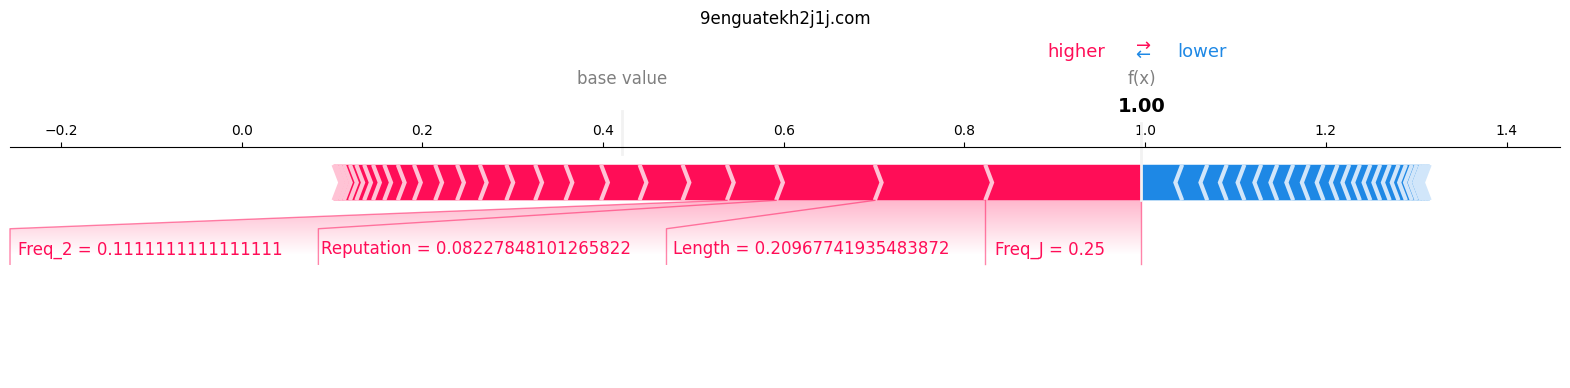 9enguatekh2j1j.com
higher → ← lower
base value f(x)
1.00
−0.2 0.0 0.2 0.4 0.6 0.8 1.0 1.2 1.4
Freq_2 = 0.1111111111111111 Reputation = 0.08227848101265822 Length = 0.20967741935483872 Freq_J = 0.25